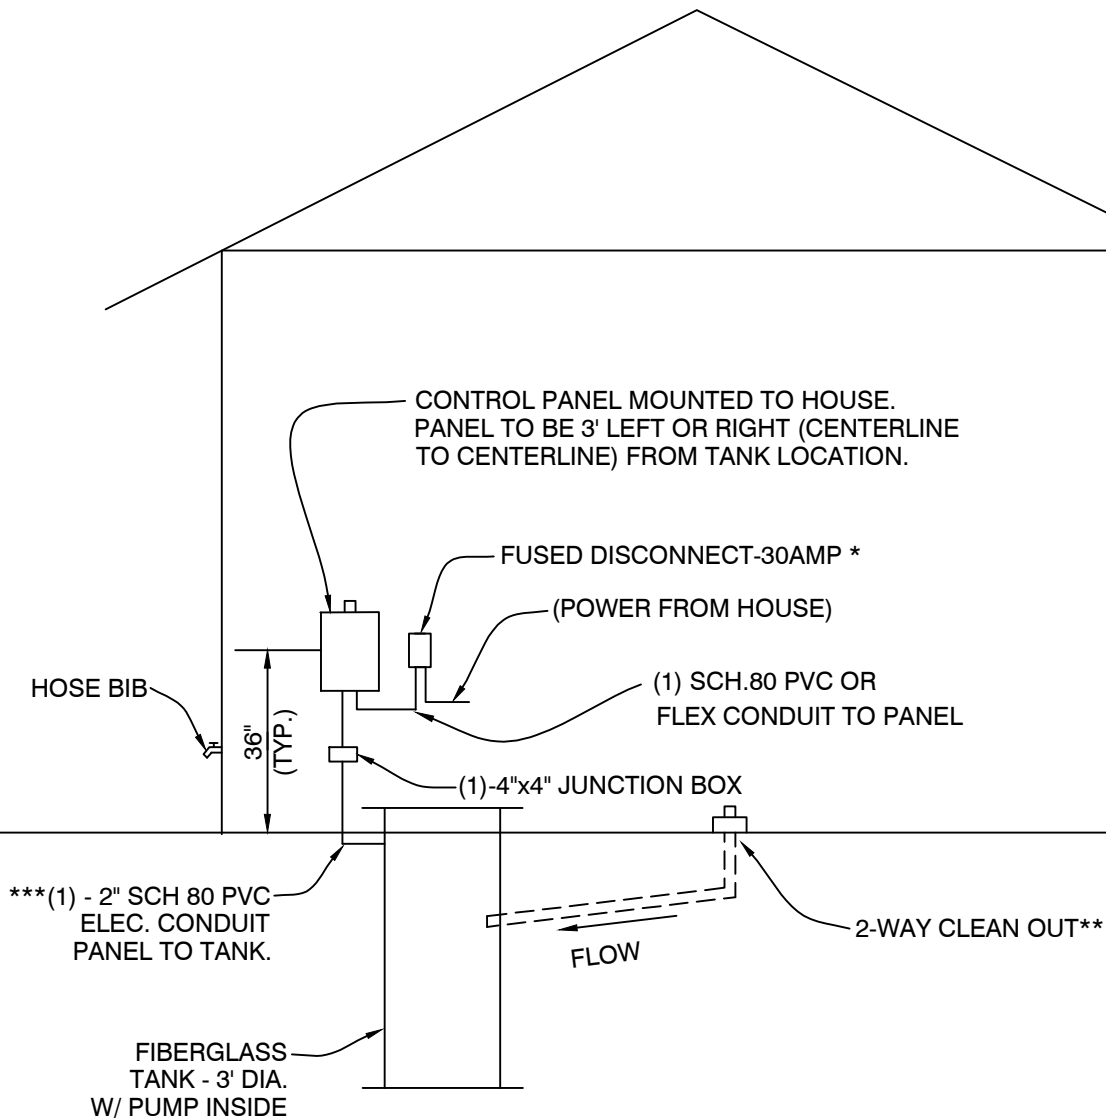 CONTROL PANEL MOUNTED TO HOUSE.
PANEL TO BE 3' LEFT OR RIGHT (CENTERLINE
TO CENTERLINE) FROM TANK LOCATION.
FUSED DISCONNECT-30AMP *
(POWER FROM HOUSE)
HOSE BIB
(1) SCH.80 PVC OR
FLEX CONDUIT TO PANEL
36"
(TYP.)
(1)-4"x4" JUNCTION BOX
***(1) - 2" SCH 80 PVC
ELEC. CONDUIT
PANEL TO TANK.
2-WAY CLEAN OUT**
FLOW
FIBERGLASS
TANK - 3' DIA.
W/ PUMP INSIDE